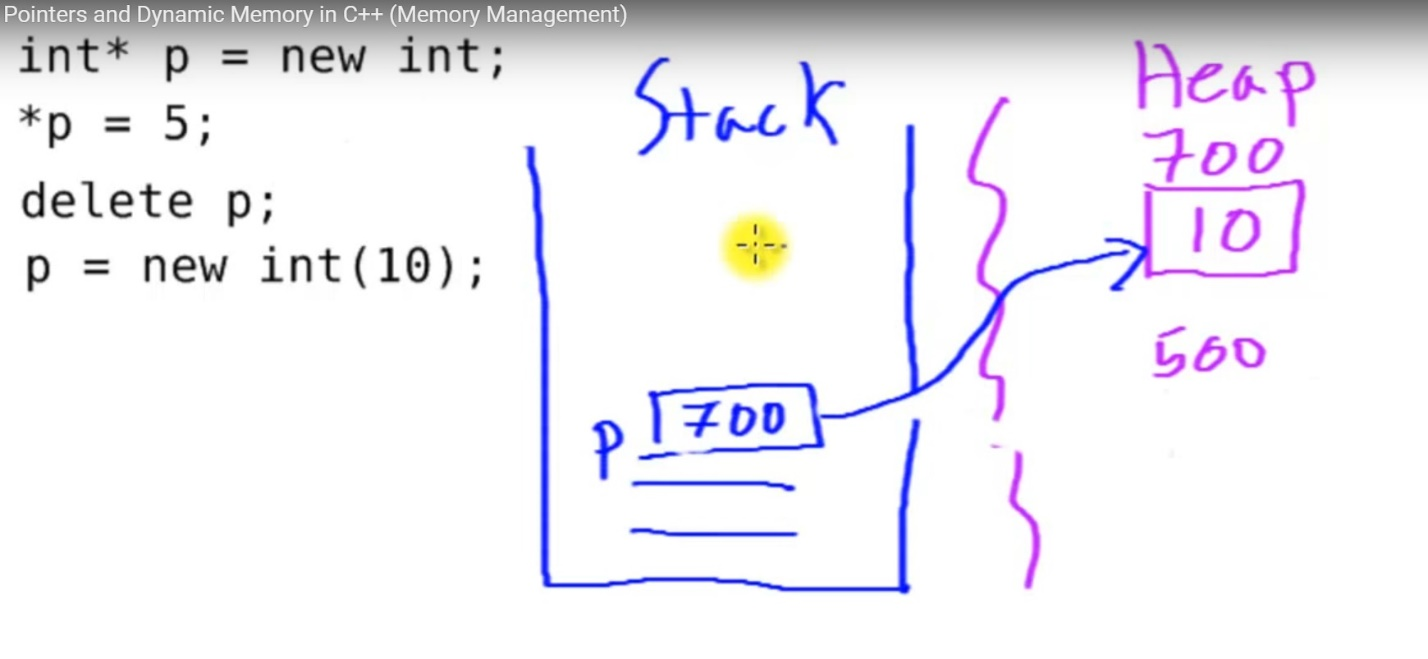 Pointers and Dynamic Memory in C++ (Memory Management)
int* p = new int;
*p = 5;
delete p;
p = new int(10);
Stack
p 700
Heap
700
10
500